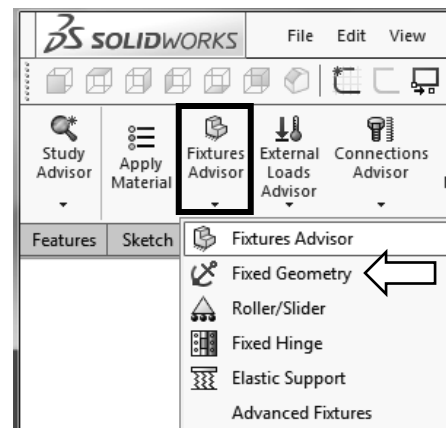 SOLIDWORKS File Edit View
Study Advisor
Apply Material
Fixtures Advisor
External Loads Advisor
Connections Advisor
Features Sketch
Fixtures Advisor
Fixed Geometry
Roller/Slider
Fixed Hinge
Elastic Support
Advanced Fixtures